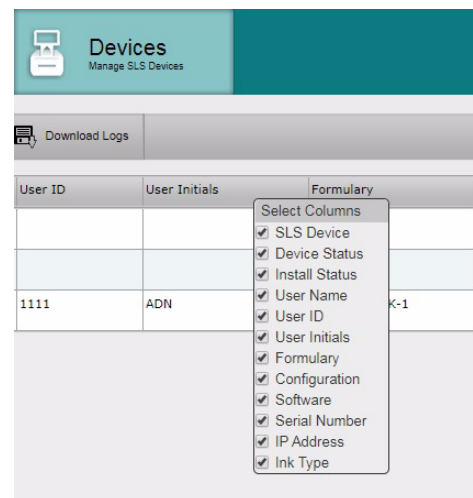 Devices
Manage SLS Devices
Download Logs
User ID User Initials Formulary
Select Columns
SLS Device
Device Status
Install Status
User Name
1111 ADN K-1
User ID
User Initials
Formulary
Configuration
Software
Serial Number
IP Address
Ink Type